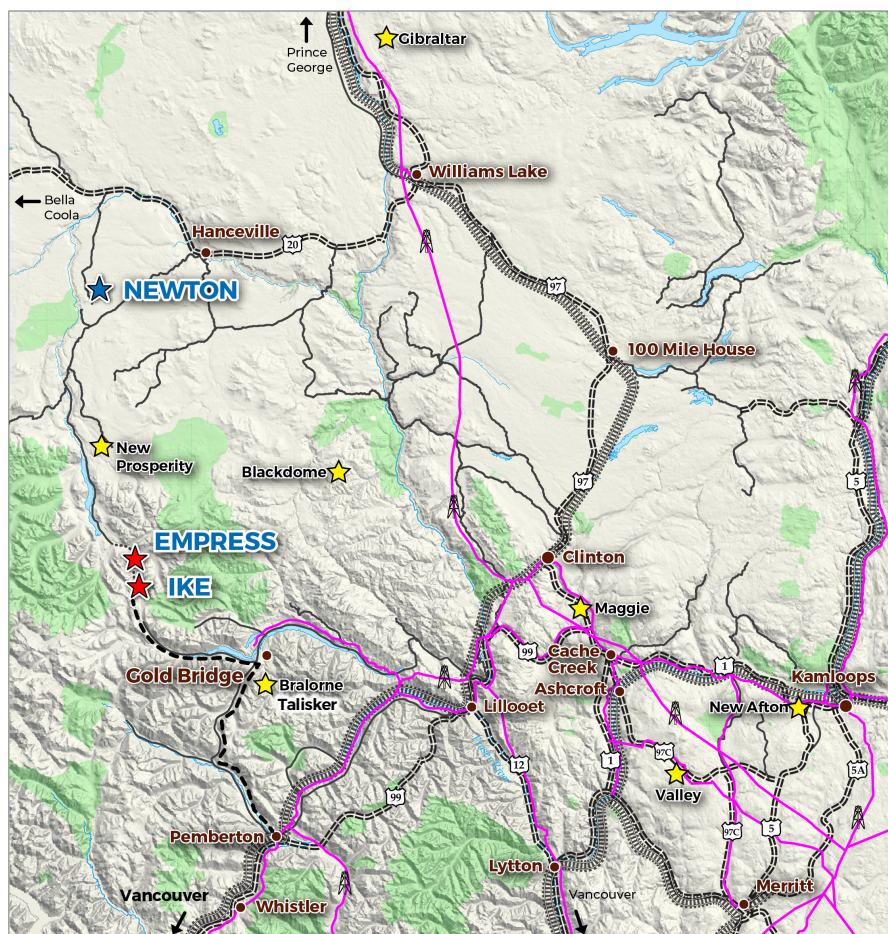 Gibraltar
Prince
George
Williams Lake
Bella
Coola
Hanceville
20
NEWTON
97
100 Mile House
New
Prosperity
Blackdome
97
5
EMPRESS
IKE
Clinton
Maggie
99
Cache
Creek
1
Gold Bridge
Bralorne
Talisker
Ashcroft
Kamloops
New Afton
Lillooet
12
1
97C
5A
Valley
99
97C
5
Pemberton
Lytton
Vancouver
Whistler
Vancouver
Merritt